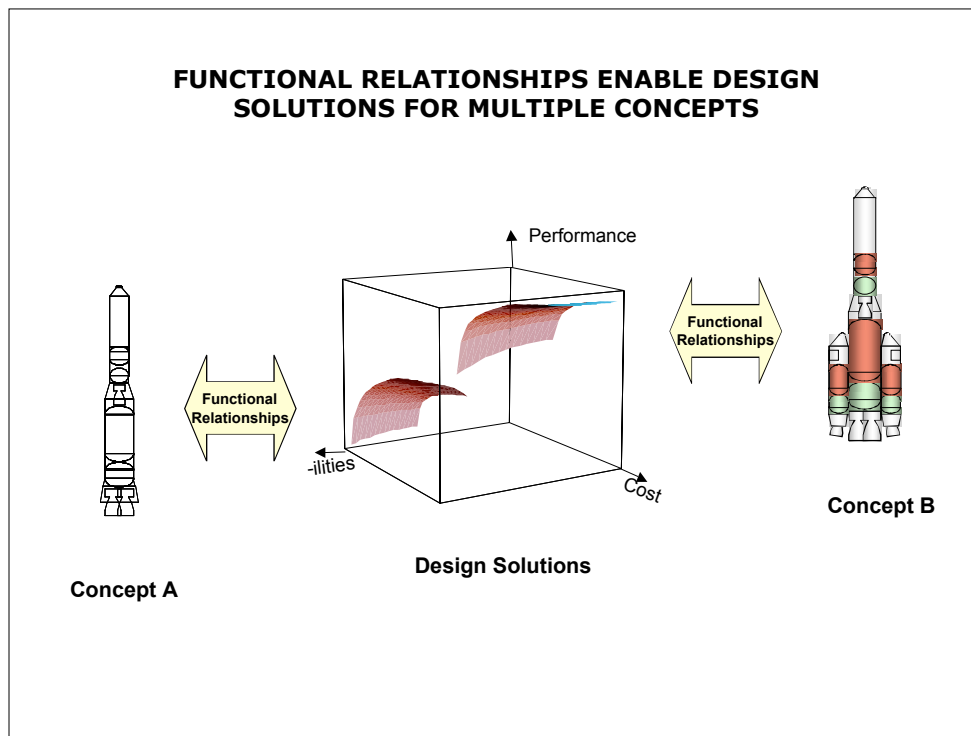 FUNCTIONAL RELATIONSHIPS ENABLE DESIGN
SOLUTIONS FOR MULTIPLE CONCEPTS
Performance
Functional
Relationships
Functional
Relationships
-ilities
Cost
Concept B
Design Solutions
Concept A